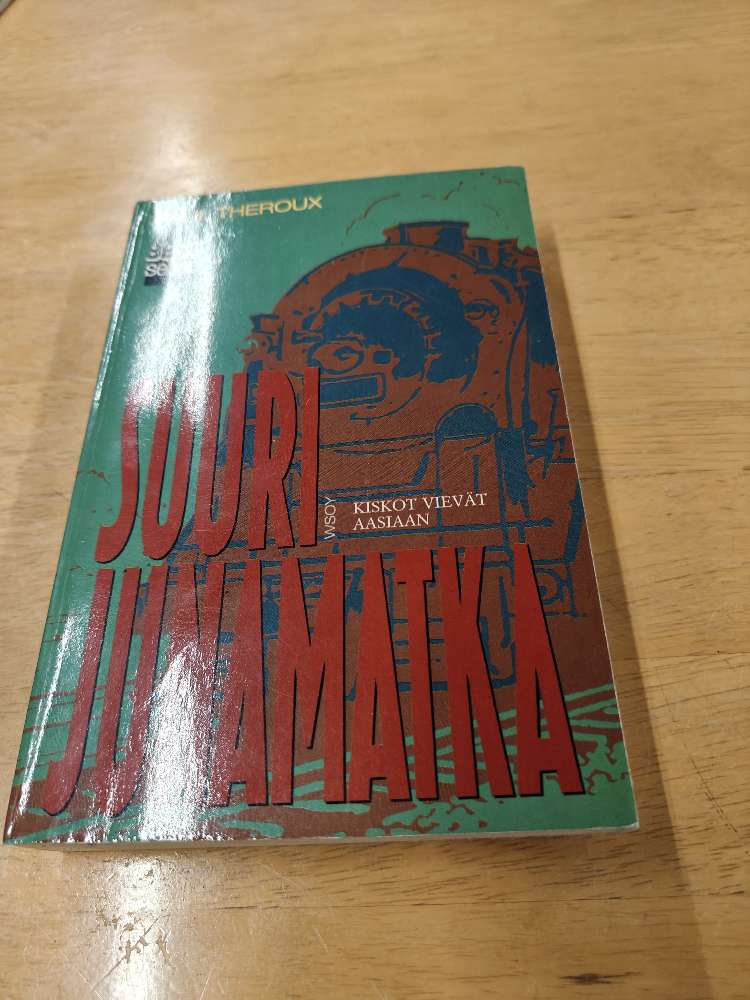 THEROUX
SUURI
WSOY
KISKOT VIEVÄT
AASIAAN
JUNAMATKA